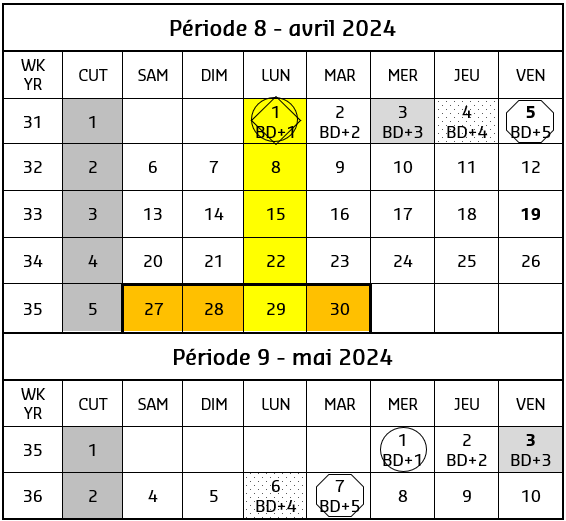 Période 8 - avril 2024
WK YR CUT SAM DIM LUN MAR MER JEU VEN
31 1 1 BD+1 2 BD+2 3 BD+3 4 BD+4 5 BD+5
32 2 6 7 8 9 10 11 12
33 3 13 14 15 16 17 18 19
34 4 20 21 22 23 24 25 26
35 5 27 28 29 30
Période 9 - mai 2024
WK YR CUT SAM DIM LUN MAR MER JEU VEN
35 1 1 BD+1 2 BD+2 3 BD+3
36 2 4 5 6 BD+4 7 BD+5 8 9 10